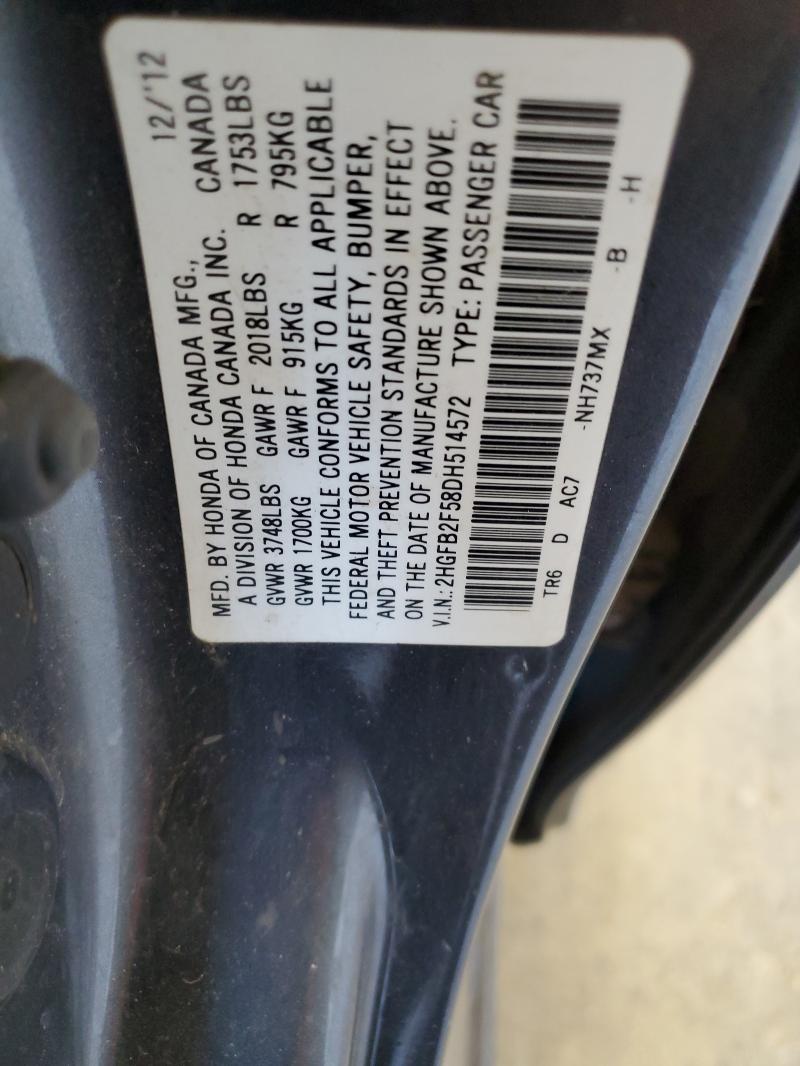 12/'12
MFD. BY HONDA OF CANADA MFG., CANADA
A DIVISION OF HONDA CANADA INC.
GVWR 3748LBS GAWR F 2018LBS R 1753LBS
GVWR 1700KG GAWR F 915KG R 795KG
THIS VEHICLE CONFORMS TO ALL APPLICABLE
FEDERAL MOTOR VEHICLE SAFETY, BUMPER,
AND THEFT PREVENTION STANDARDS IN EFFECT
ON THE DATE OF MANUFACTURE SHOWN ABOVE.
V.I.N.: 2HGFB2F58DH514572 TYPE: PASSENGER CAR
TR6 D AC7 -NH737MX -B -H